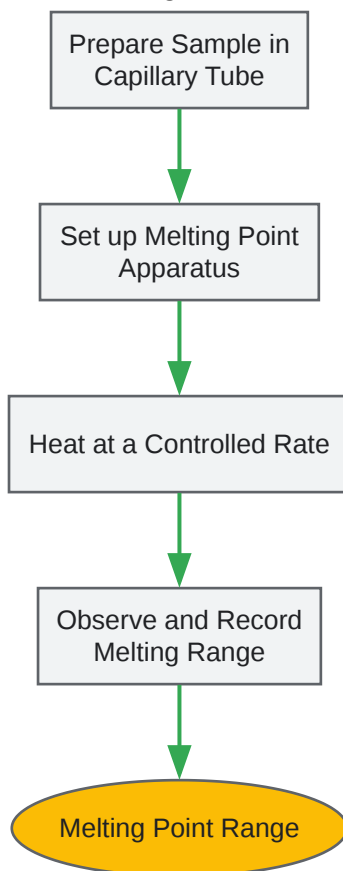 Prepare Sample in
Capillary Tube
Set up Melting Point
Apparatus
Heat at a Controlled Rate
Observe and Record
Melting Range
Melting Point Range